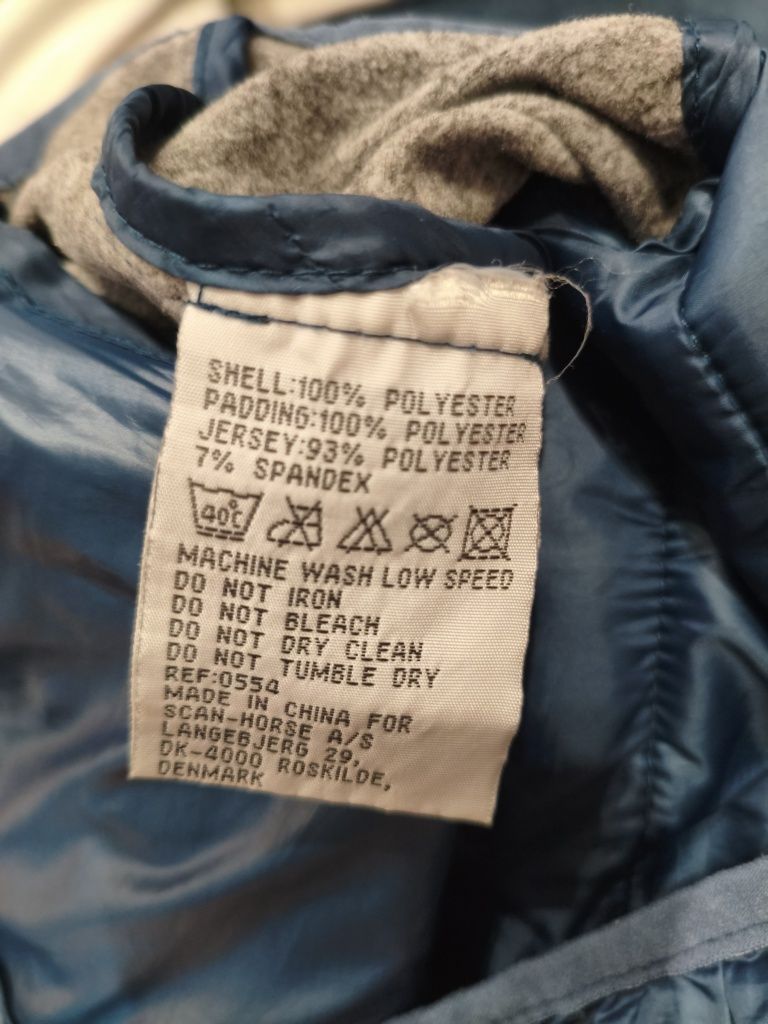 SHELL:100% POLYESTER
PADDING:100% POLYESTER
JERSEY:93% POLYESTER
7% SPANDEX
40°C
MACHINE WASH LOW SPEED
DO NOT IRON
DO NOT BLEACH
DO NOT DRY CLEAN
DO NOT TUMBLE DRY
REF:0554
MADE IN CHINA FOR
SCAN-HORSE A/S
LANGEBJERG 29,
DK-4000 ROSKILDE,
DENMARK